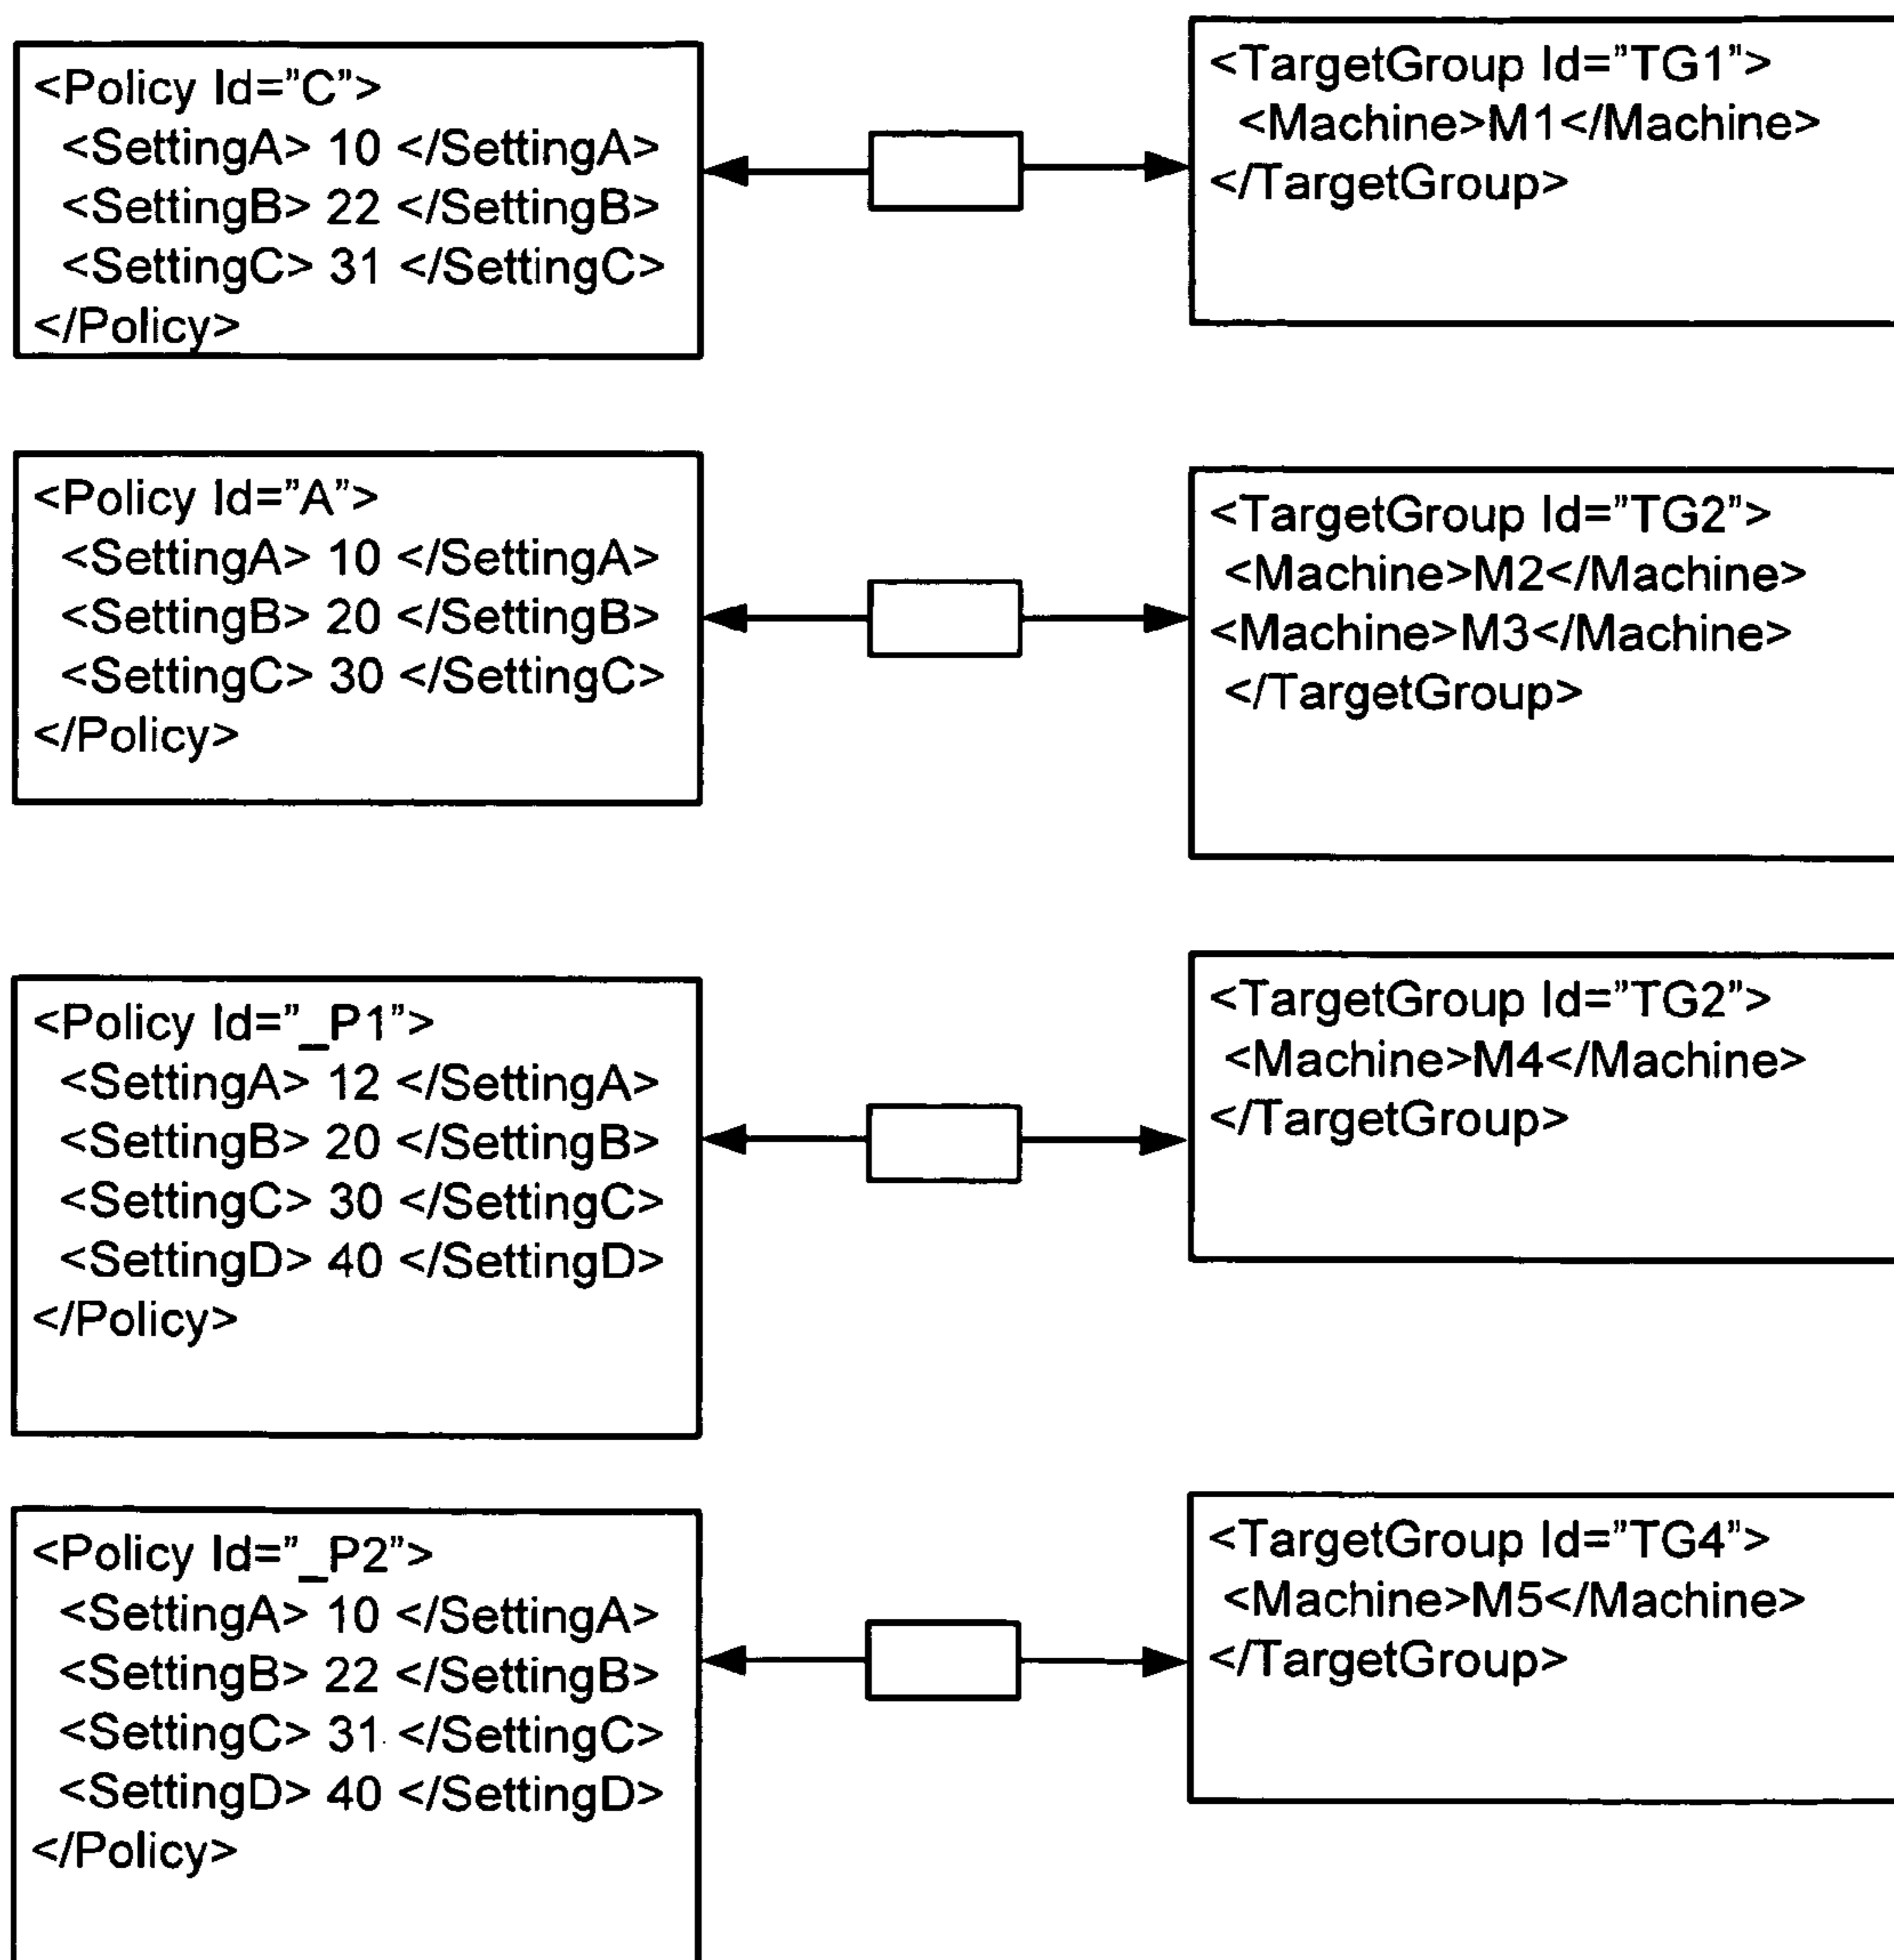 <Policy Id=”C”>
<SettingA> 10 </SettingA>
<SettingB> 22 </SettingB>
<SettingC> 31 </SettingC>
</Policy>
<TargetGroup Id=”TG1”>
<Machine>M1</Machine>
</TargetGroup>
<Policy Id=”A”>
<SettingA> 10 </SettingA>
<SettingB> 20 </SettingB>
<SettingC> 30 </SettingC>
</Policy>
<TargetGroup Id=”TG2”>
<Machine>M2</Machine>
<Machine>M3</Machine>
</TargetGroup>
<Policy Id=”_P1”>
<SettingA> 12 </SettingA>
<SettingB> 20 </SettingB>
<SettingC> 30 </SettingC>
<SettingD> 40 </SettingD>
</Policy>
<TargetGroup Id=”TG2”>
<Machine>M4</Machine>
</TargetGroup>
<Policy Id=”_P2”>
<SettingA> 10 </SettingA>
<SettingB> 22 </SettingB>
<SettingC> 31 </SettingC>
<SettingD> 40 </SettingD>
</Policy>
<TargetGroup Id=”TG4”>
<Machine>M5</Machine>
</TargetGroup>